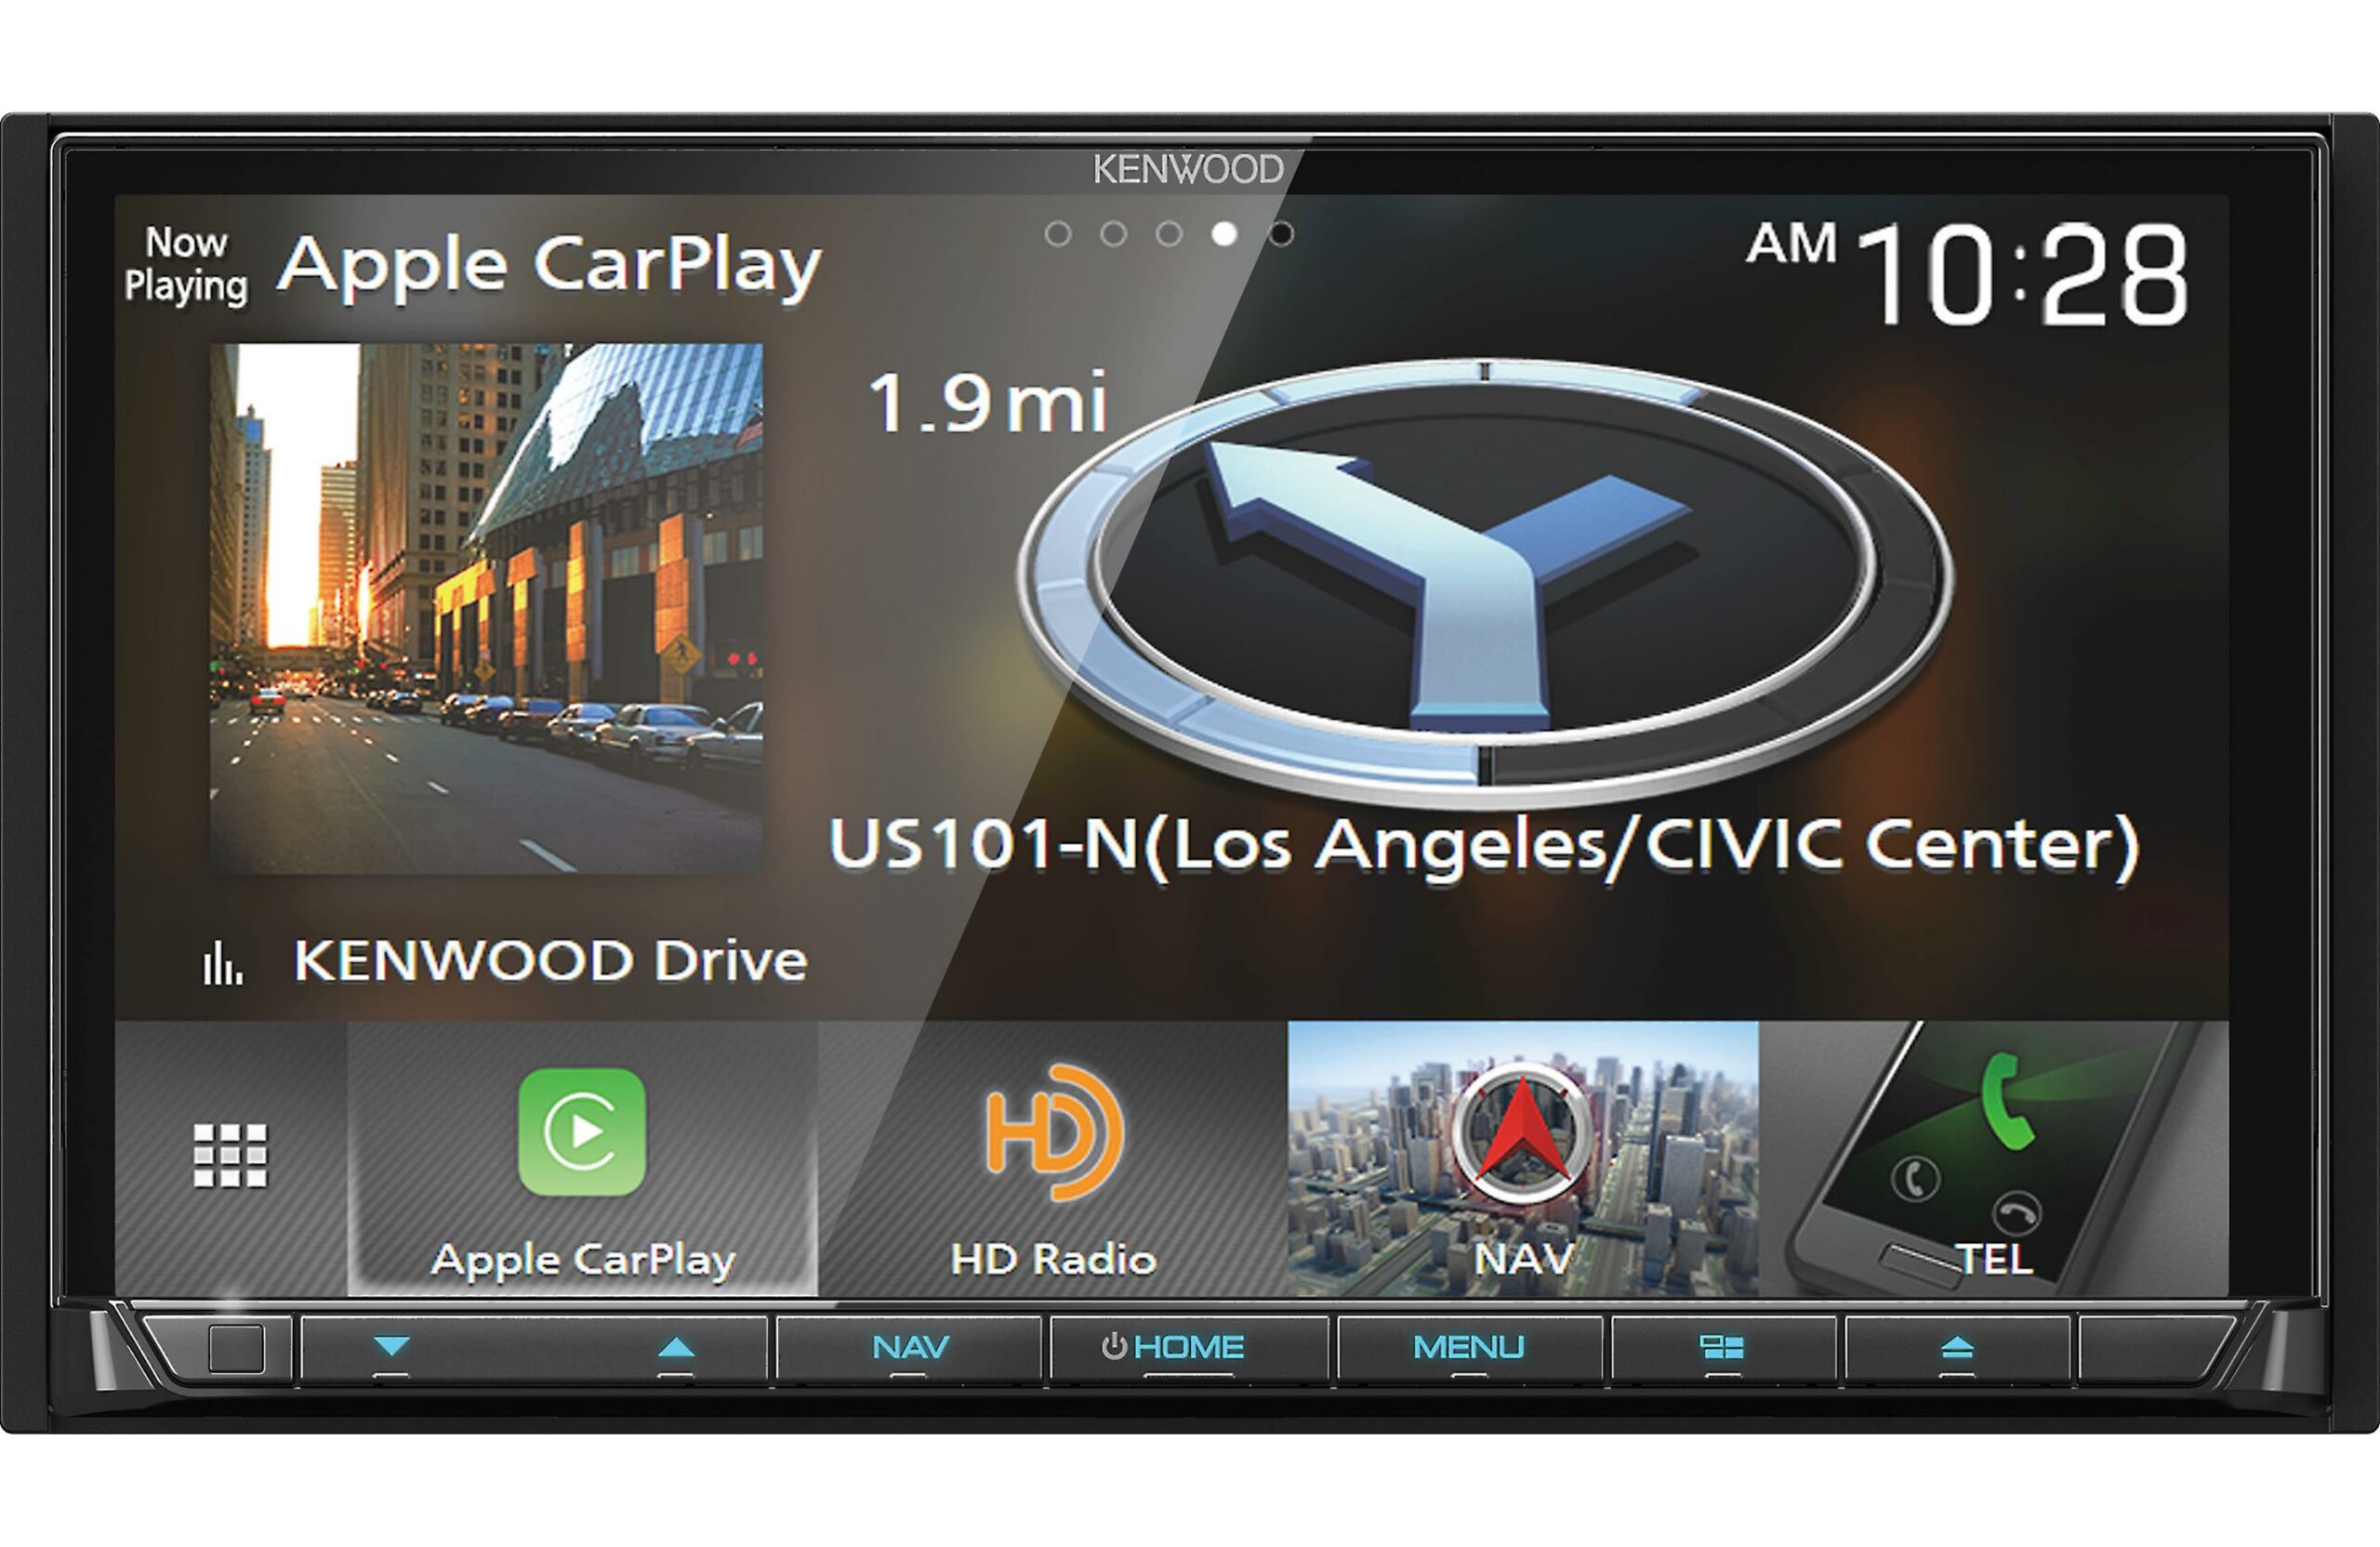 KENWOOD
Now
Playing
Apple CarPlay
AM 10:28
1.9 mi
US101-N(Los Angeles/CIVIC Center)
KENWOOD Drive
Apple CarPlay
HD
HD Radio
NAV
TEL
NAV
HOME
MENU